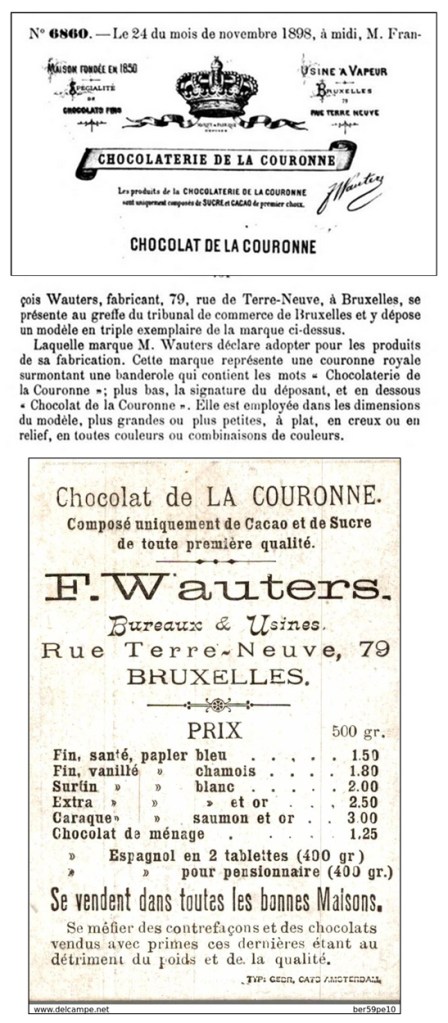 N° 6860. — Le 24 du mois de novembre 1898, à midi, M. Fran-
MAISON FONDÉE EN 1850
SPÉCIALITÉ
DE
CHOCOLATS FINS
USINE A VAPEUR
BRUXELLES
79
RUE TERRE NEUVE
CHOCOLATERIE DE LA COURONNE
Les produits de la CHOCOLATERIE DE LA COURONNE
sont uniquement composés de SUCRE et CACAO de premier choix.
J Wauters
CHOCOLAT DE LA COURONNE
çois Wauters, fabricant, 79, rue de Terre-Neuve, à Bruxelles, se
présente au greffe du tribunal de commerce de Bruxelles et y dépose
un modèle en triple exemplaire de la marque ci-dessus.
Laquelle marque M. Wauters déclare adopter pour les produits
de sa fabrication. Cette marque représente une couronne royale
surmontant une banderole qui contient les mots « Chocolaterie de
la Couronne »; plus bas, la signature du déposant, et en dessous
« Chocolat de la Couronne ». Elle est employée dans les dimensions
du modèle, plus grandes ou plus petites, à plat, en creux ou en
relief, en toutes couleurs ou combinaisons de couleurs.
Chocolat de LA COURONNE.
Composé uniquement de Cacao et de Sucre
de toute première qualité.
F. Wauters.
Bureaux & Usines.
Rue Terre-Neuve, 79
BRUXELLES.
PRIX 500 gr.
Fin, santé, papier bleu . . . . . 1.50
Fin, vanillé » chamois . . . . 1.80
Surfin » » blanc . . . . . 2.00
Extra » » » et or . . . 2.50
Caraque » » saumon et or . . 3.00
Chocolat de ménage . . . . 1.25
» Espagnol en 2 tablettes (400 gr)
» » pour pensionnaire (400 gr.)
Se vendent dans toutes les bonnes Maisons.
Se méfier des contrefaçons et des chocolats
vendus avec primes ces dernières étant au
détriment du poids et de la qualité.
TYP: GEBR. CATS AMSTERDAM.
www.delcampe.net ber59pe10